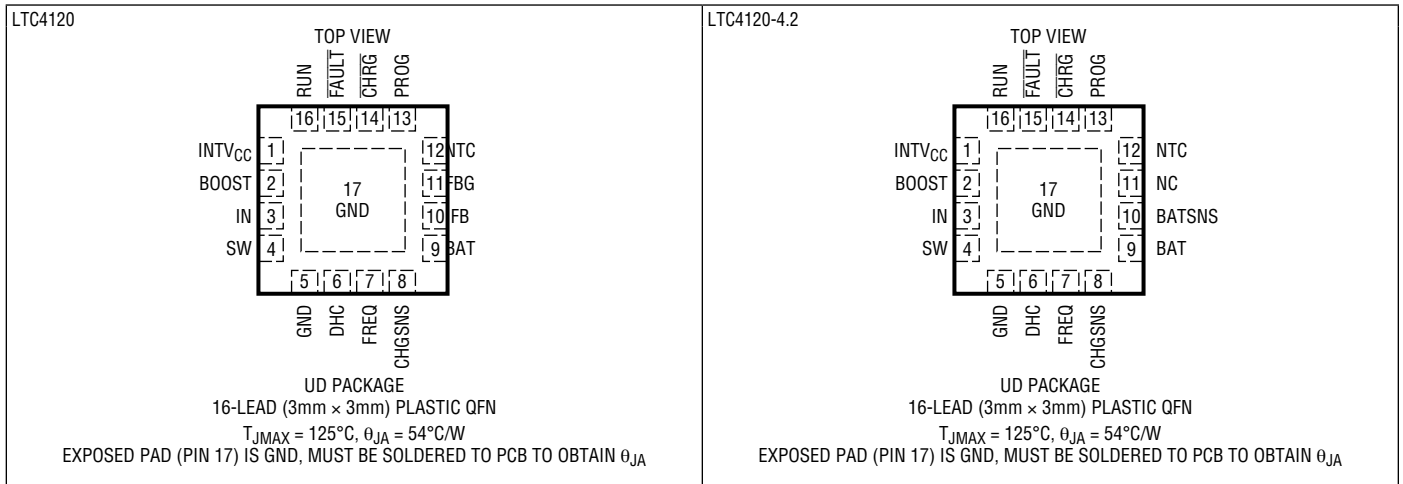 LTC4120
TOP VIEW
RUN
FAULT
CHRG
PROG
16 15 14 13
INTVCC 1
BOOST 2
IN 3
SW 4
17
GND
12 NTC
11 FBG
10 FB
9 BAT
5 6 7 8
GND
DHC
FREQ
CHGSNS
UD PACKAGE
16-LEAD (3mm × 3mm) PLASTIC QFN
TJMAX = 125°C, θJA = 54°C/W
EXPOSED PAD (PIN 17) IS GND, MUST BE SOLDERED TO PCB TO OBTAIN θJA
LTC4120-4.2
TOP VIEW
RUN
FAULT
CHRG
PROG
16 15 14 13
INTVCC 1
BOOST 2
IN 3
SW 4
17
GND
12 NTC
11 NC
10 BATSNS
9 BAT
5 6 7 8
GND
DHC
FREQ
CHGSNS
UD PACKAGE
16-LEAD (3mm × 3mm) PLASTIC QFN
TJMAX = 125°C, θJA = 54°C/W
EXPOSED PAD (PIN 17) IS GND, MUST BE SOLDERED TO PCB TO OBTAIN θJA